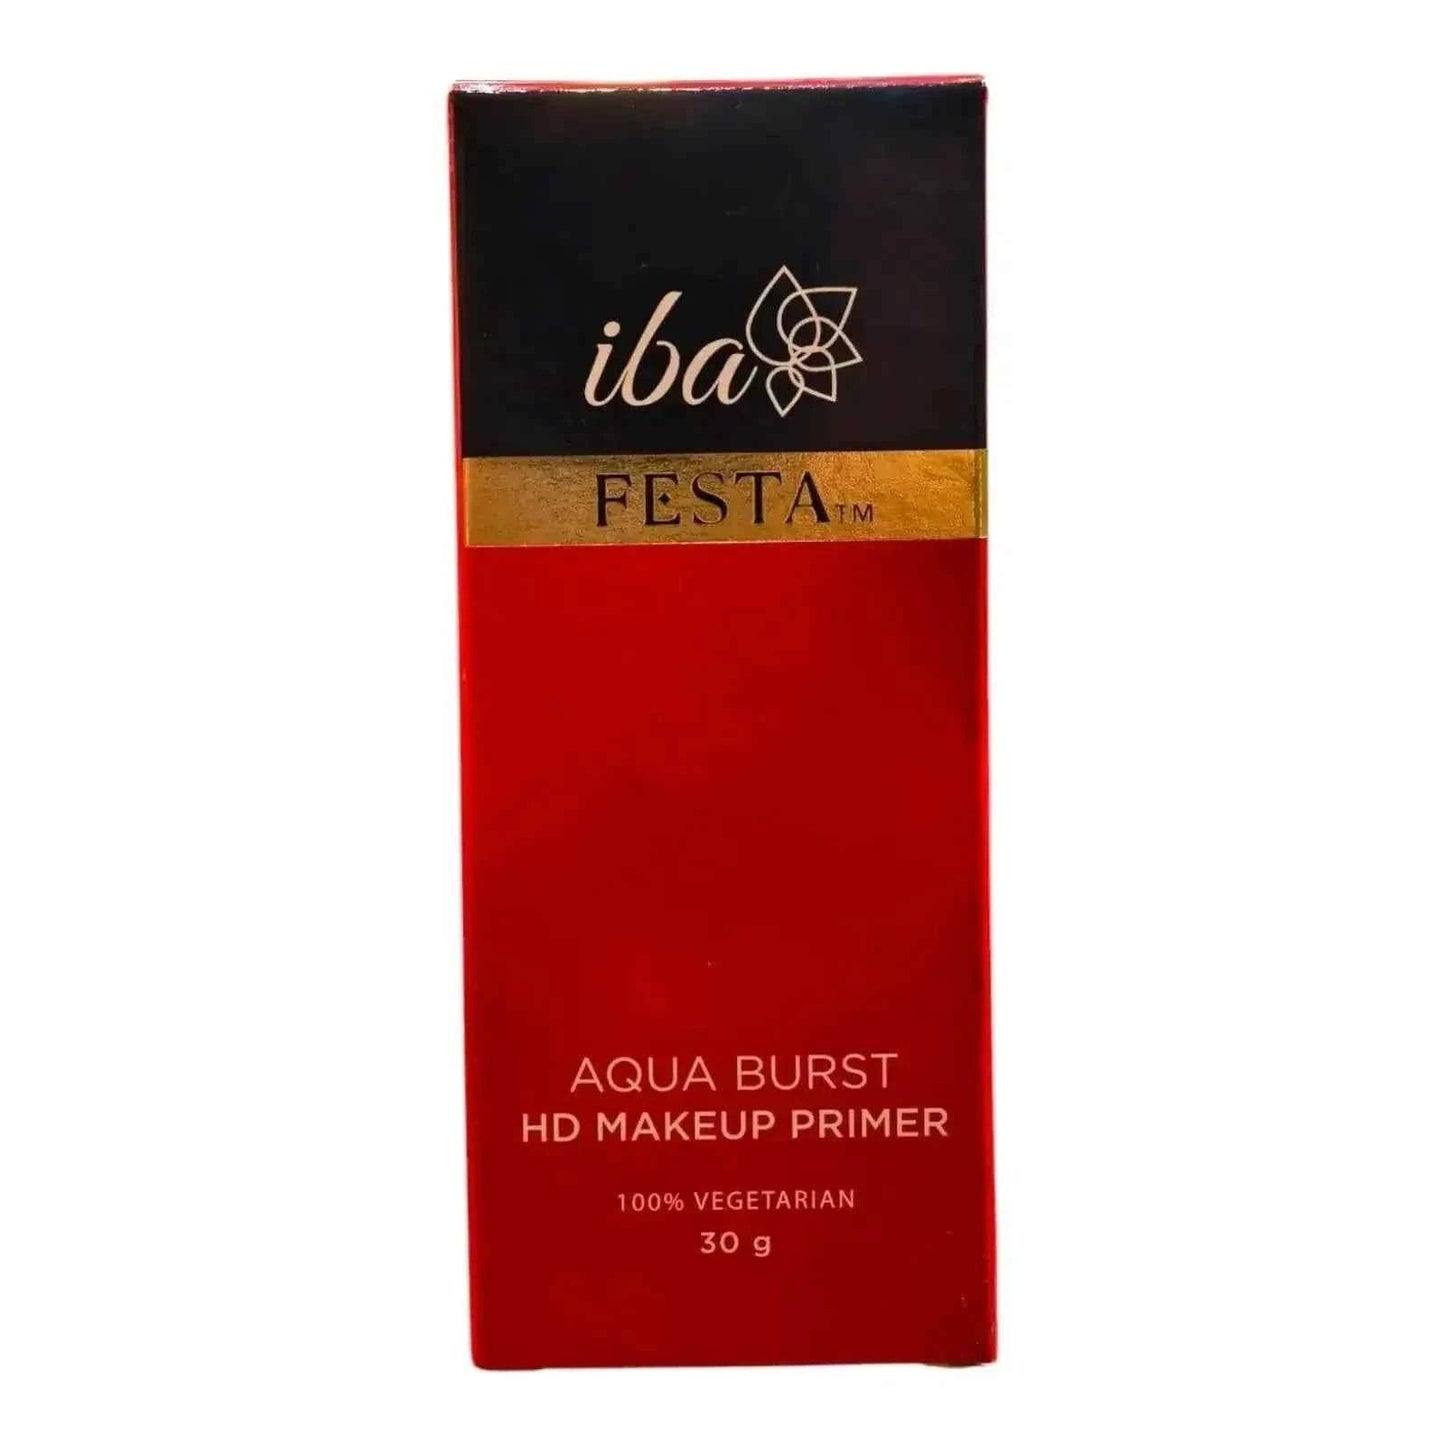 iba
FESTA™
AQUA BURST
HD MAKEUP PRIMER
100% VEGETARIAN
30 g